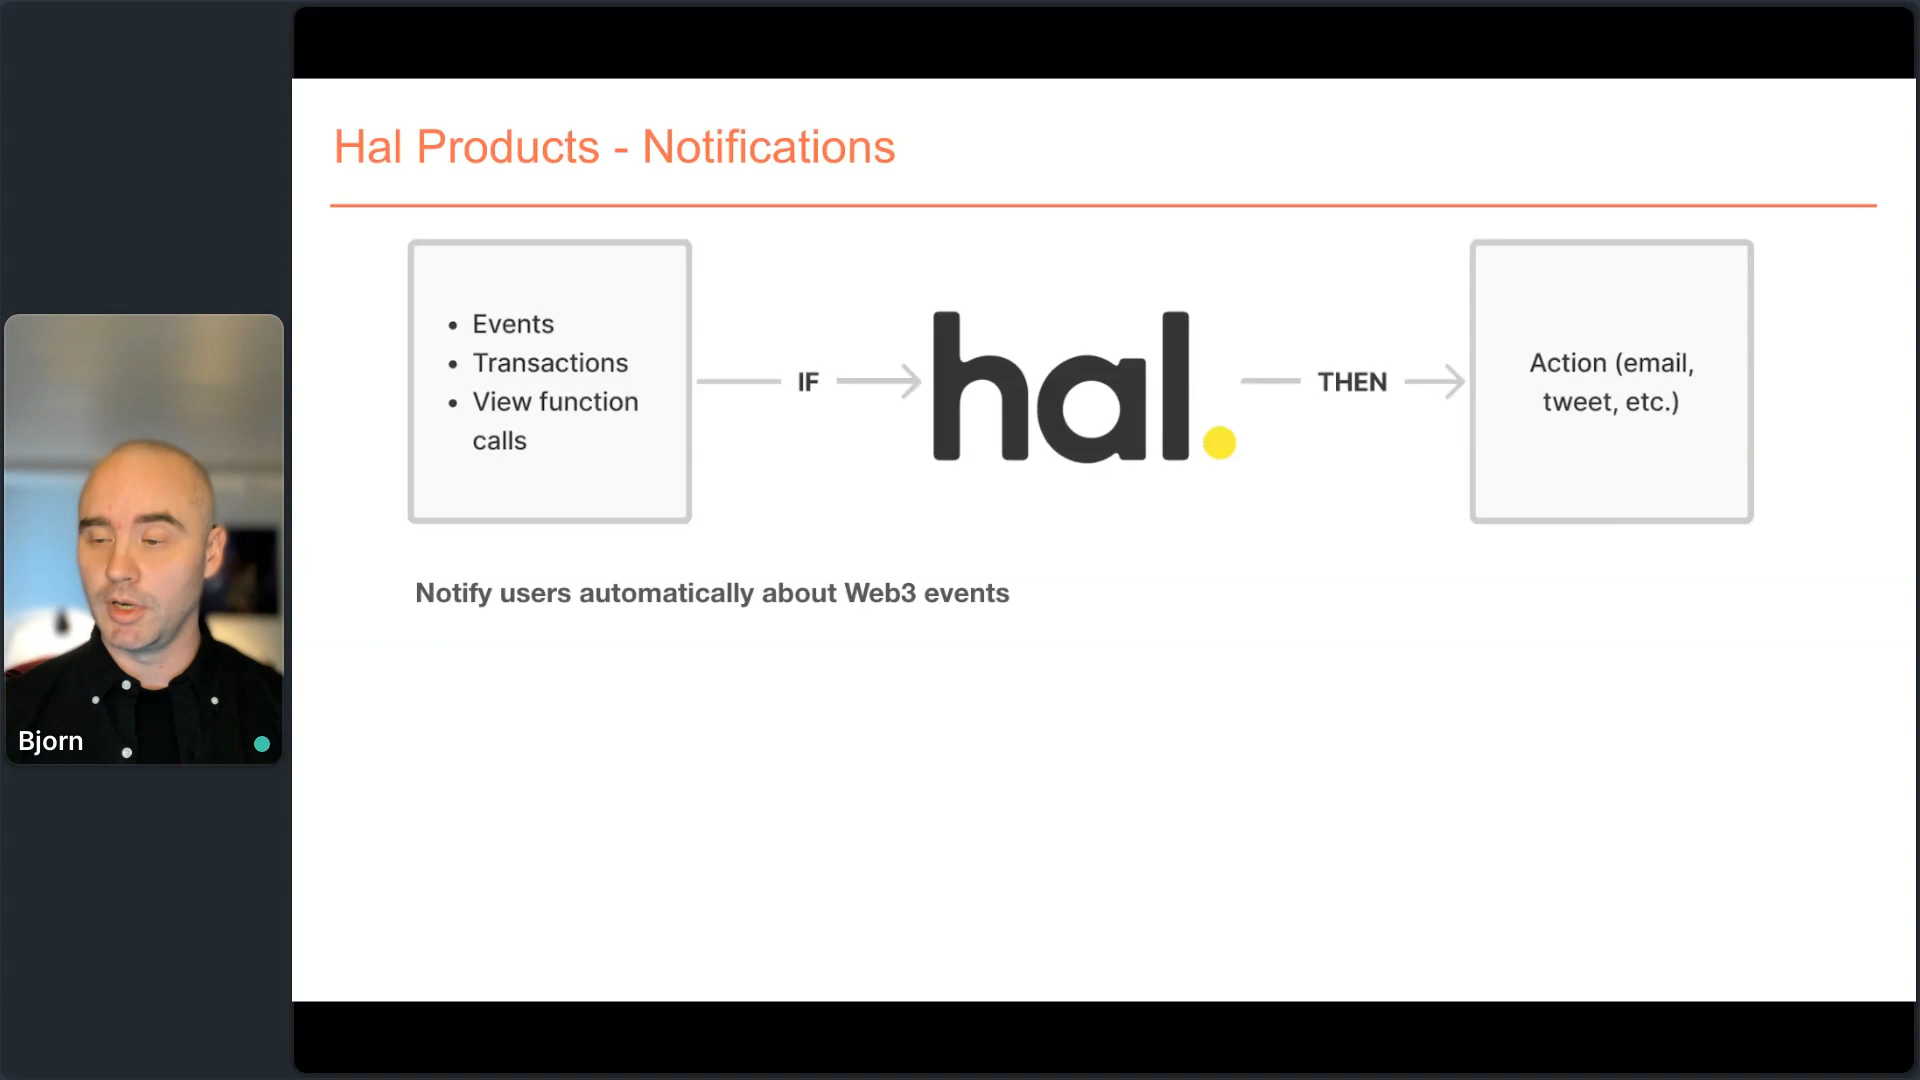 Hal Products - Notifications
• Events
• Transactions
• View function
calls
IF
hal.
THEN
Action (email,
tweet, etc.)
Notify users automatically about Web3 events
Bjorn